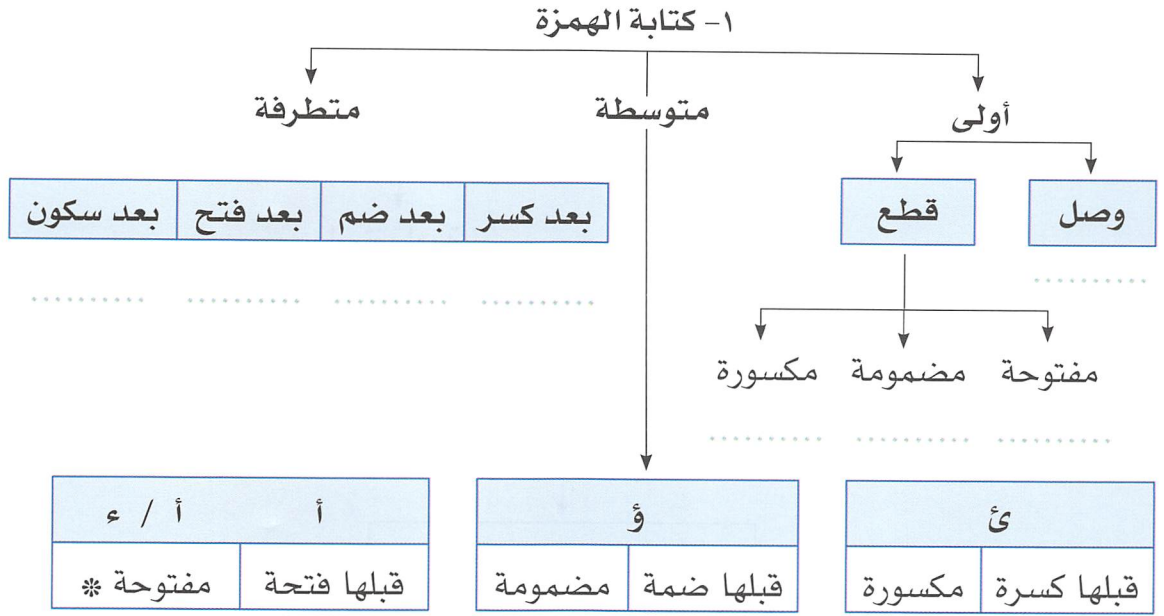 ١- كتابة الهمزة
أولى متوسطة متطرفة
وصل قطع
بعد كسر بعد ضم بعد فتح بعد سكون
.......... .......... .......... .......... ..........
مفتوحة مضمومة مكسورة
.......... .......... ..........
ئ ؤ أ أ / ء
قبلها كسرة مكسورة قبلها ضمة مضمومة قبلها فتحة مفتوحة *